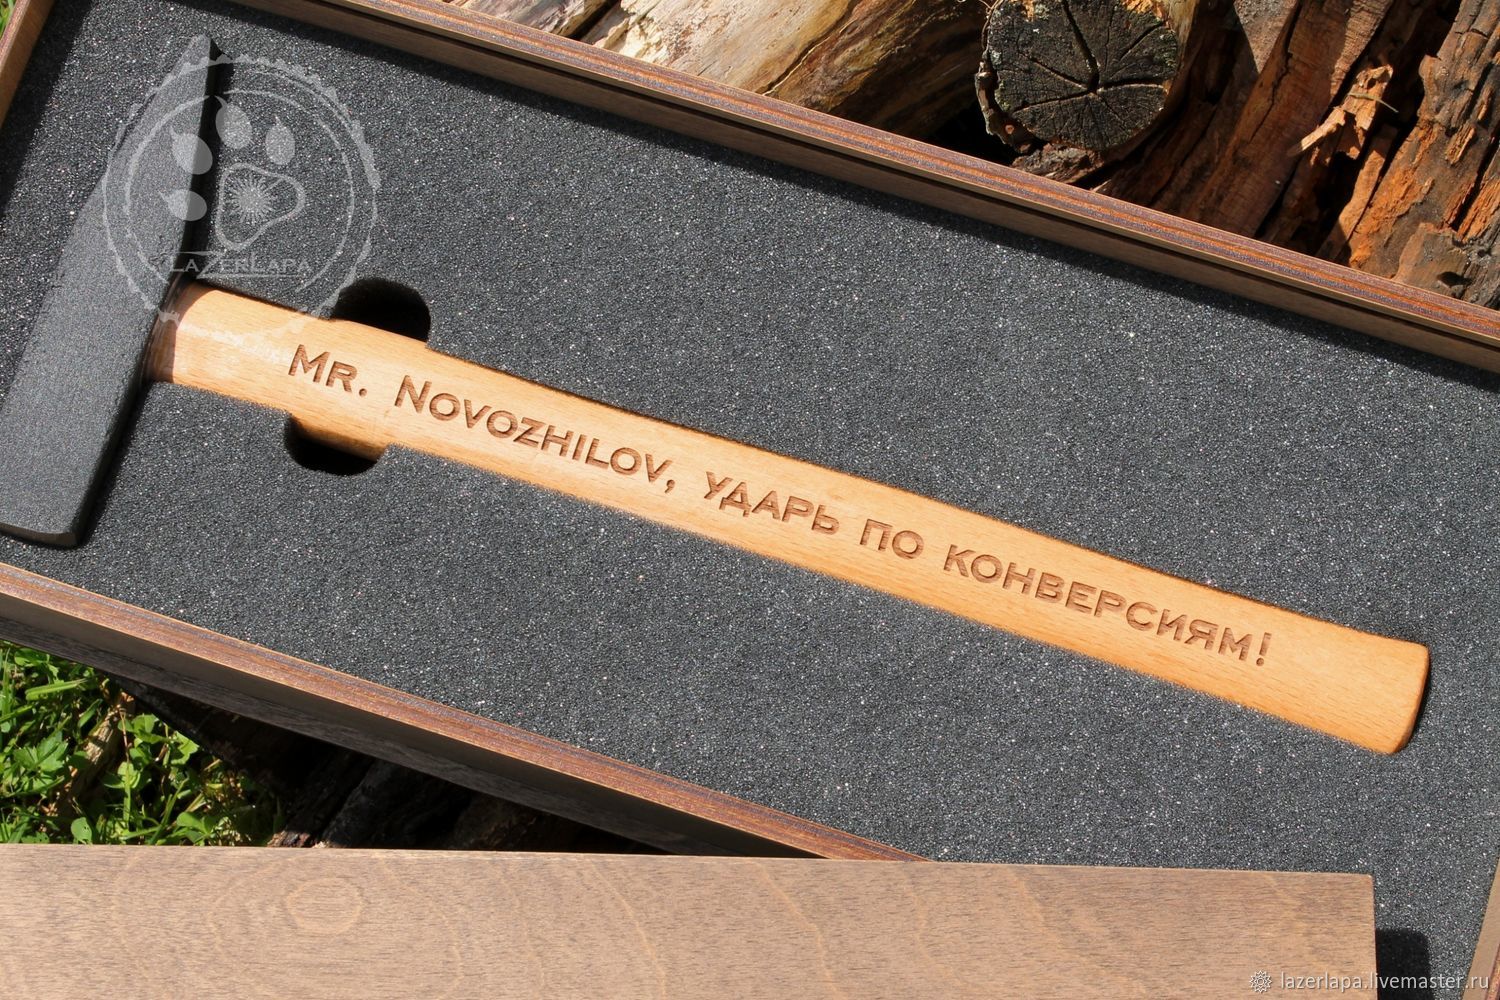 LaZerLapa
Mr. Novozhilov, ударь по конверсиям!
lazerlapa.livemaster.ru